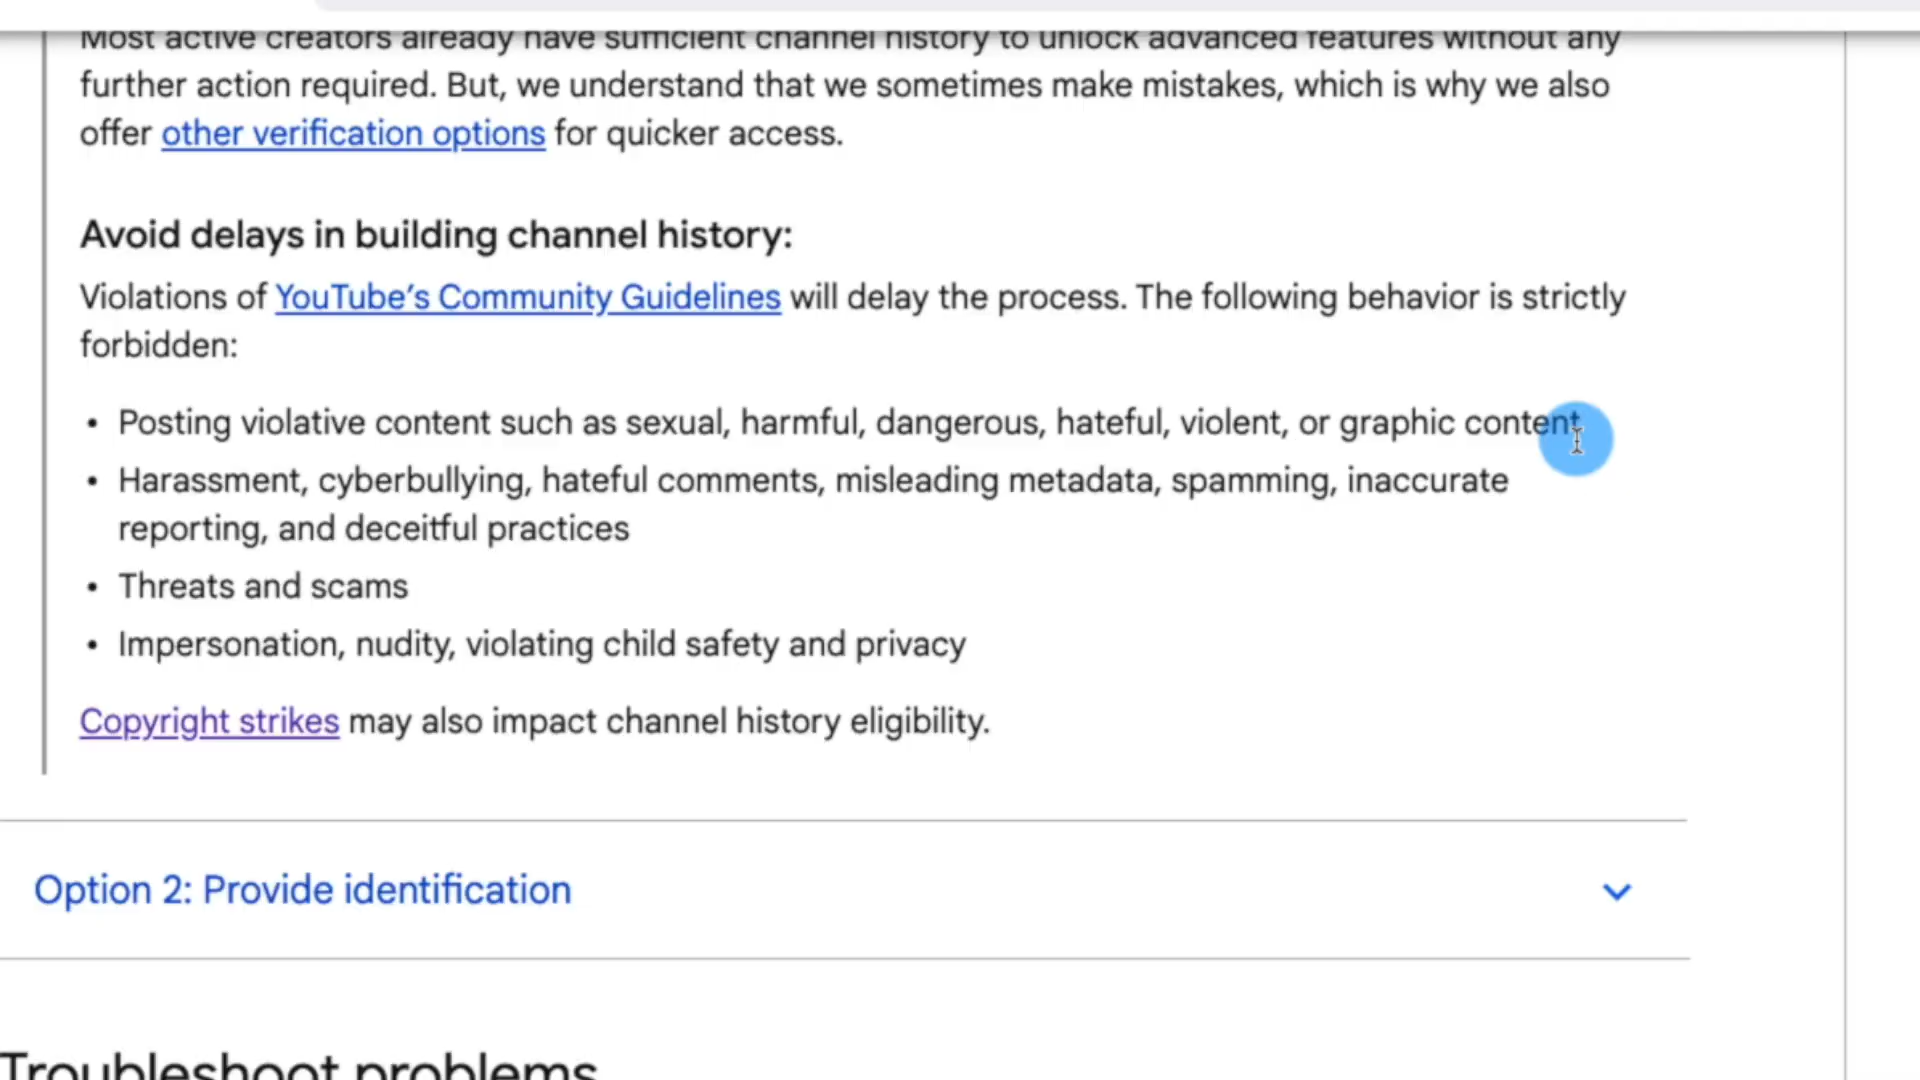 Most active creators already have sufficient channel history to unlock advanced features without any
further action required. But, we understand that we sometimes make mistakes, which is why we also
offer other verification options for quicker access.
Avoid delays in building channel history:
Violations of YouTube's Community Guidelines will delay the process. The following behavior is strictly
forbidden:
• Posting violative content such as sexual, harmful, dangerous, hateful, violent, or graphic content
• Harassment, cyberbullying, hateful comments, misleading metadata, spamming, inaccurate
reporting, and deceitful practices
• Threats and scams
• Impersonation, nudity, violating child safety and privacy
Copyright strikes may also impact channel history eligibility.
Option 2: Provide identification
Troubleshoot problems